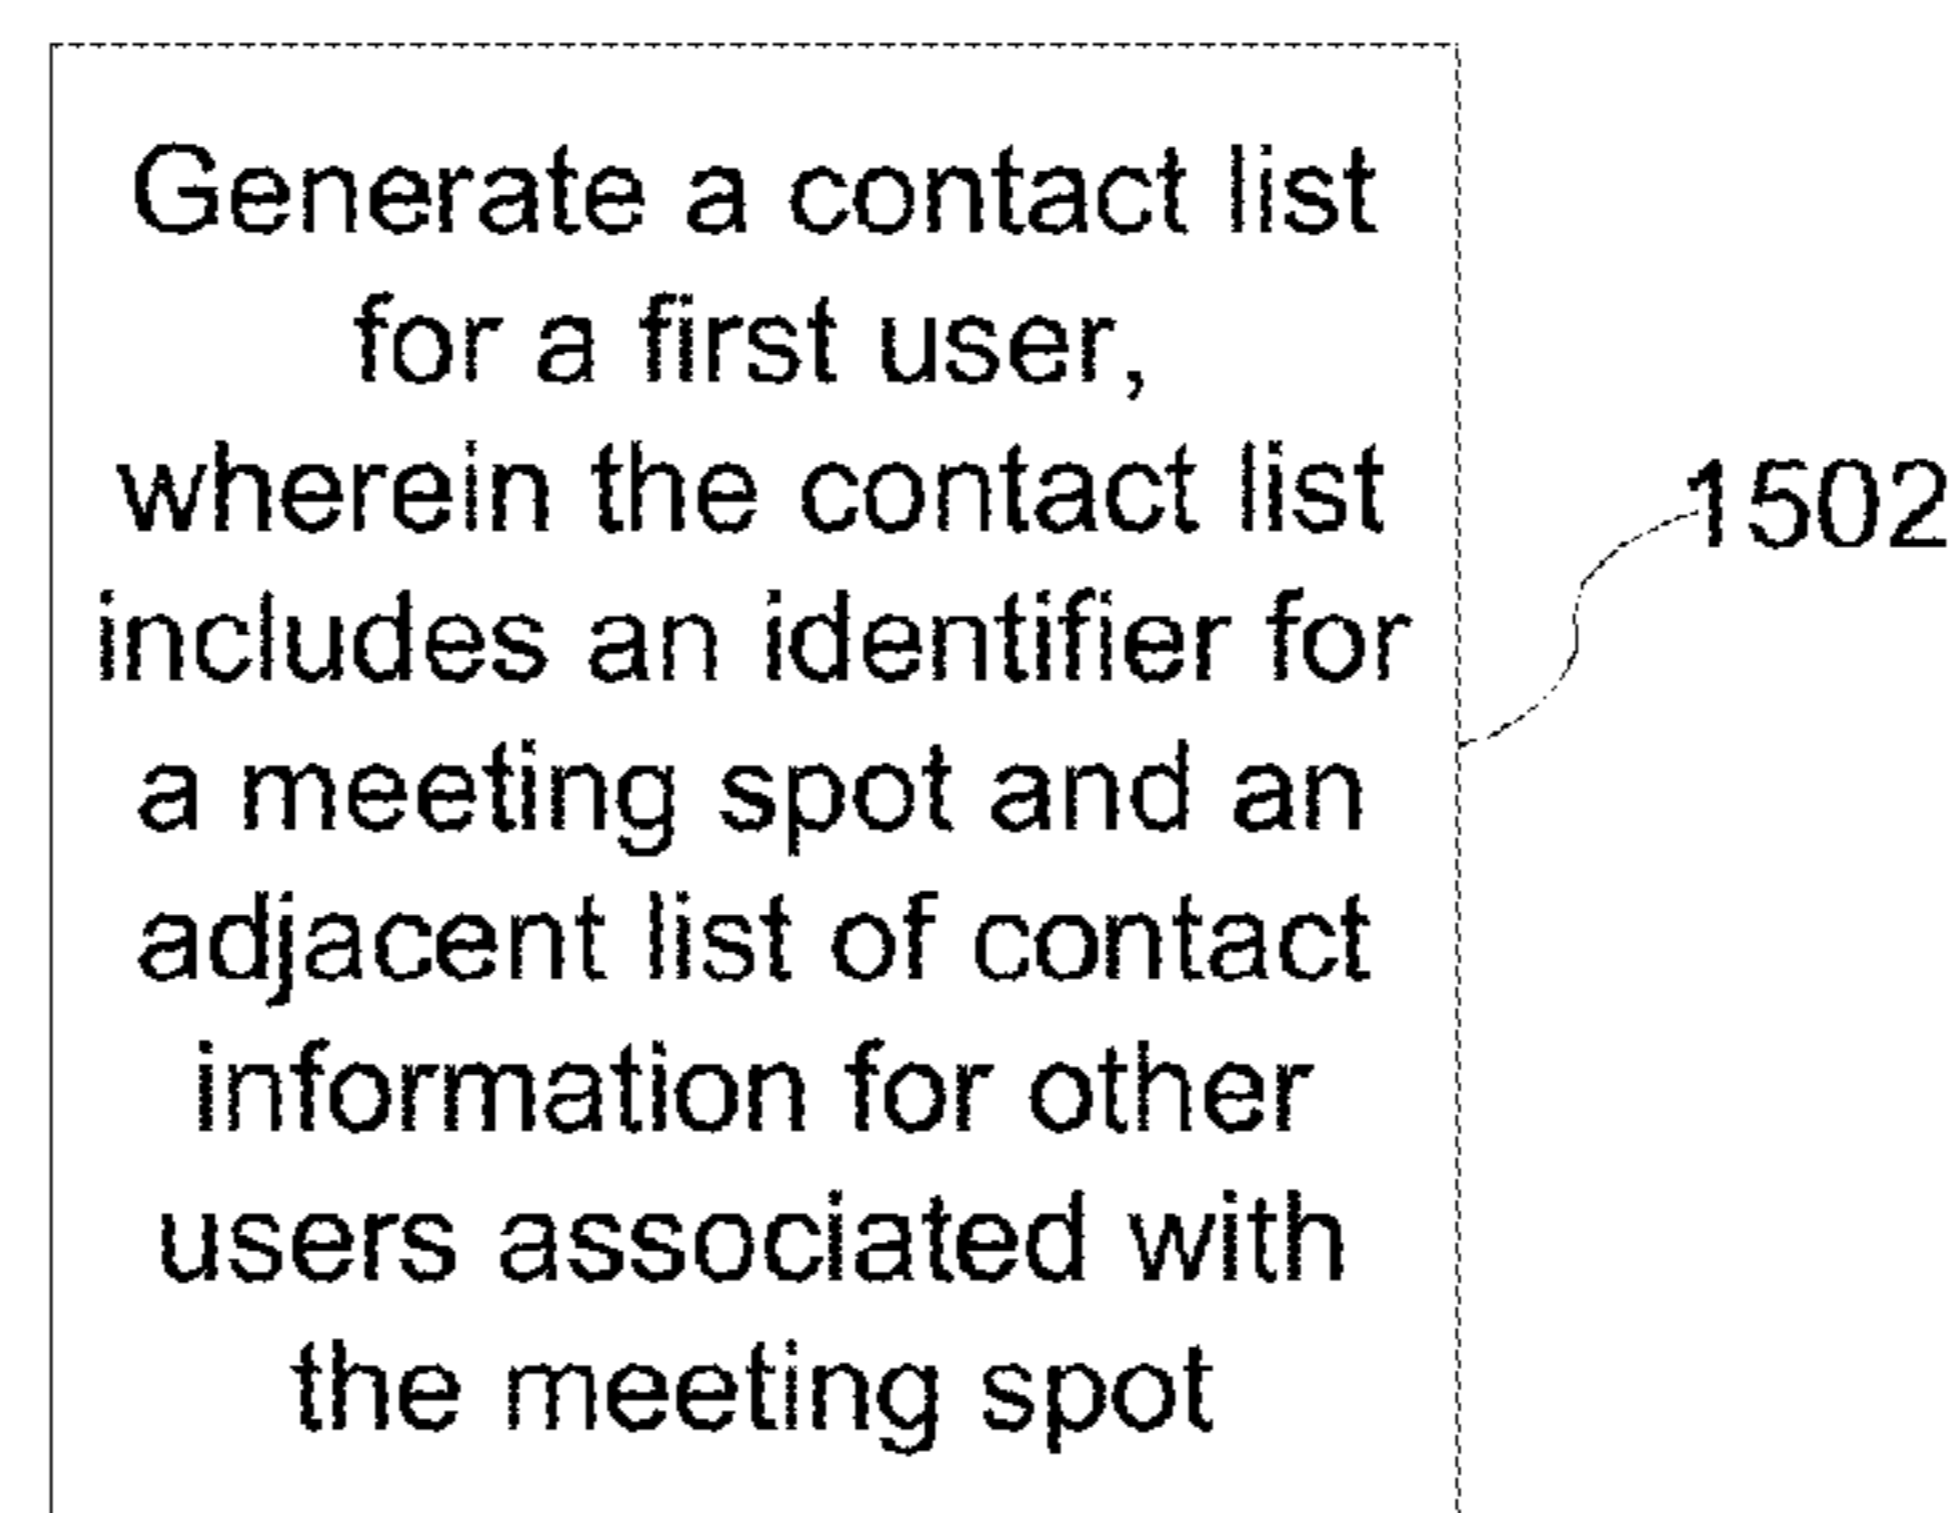 Generate a contact list
for a first user,
wherein the contact list
includes an identifier for
a meeting spot and an
adjacent list of contact
information for other
users associated with
the meeting spot
1502